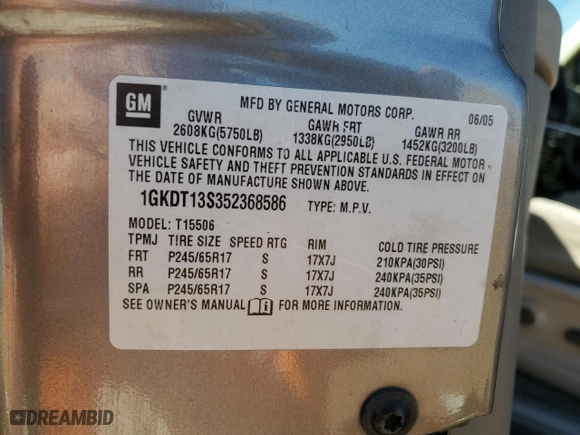 GM
MFD BY GENERAL MOTORS CORP. 06/05
GVWR GAWR FRT GAWR RR
2608KG(5750LB) 1338KG(2950LB) 1452KG(3200LB)
THIS VEHICLE CONFORMS TO ALL APPLICABLE U.S. FEDERAL MOTOR
VEHICLE SAFETY AND THEFT PREVENTION STANDARDS IN EFFECT ON
THE DATE OF MANUFACTURE SHOWN ABOVE.
1GKDT13S352368586 TYPE: M.P.V.
MODEL: T15506
TPMJ TIRE SIZE SPEED RTG RIM COLD TIRE PRESSURE
FRT P245/65R17 S 17X7J 210KPA(30PSI)
RR P245/65R17 S 17X7J 240KPA(35PSI)
SPA P245/65R17 S 17X7J 240KPA(35PSI)
SEE OWNER'S MANUAL FOR MORE INFORMATION.
DREAMBID